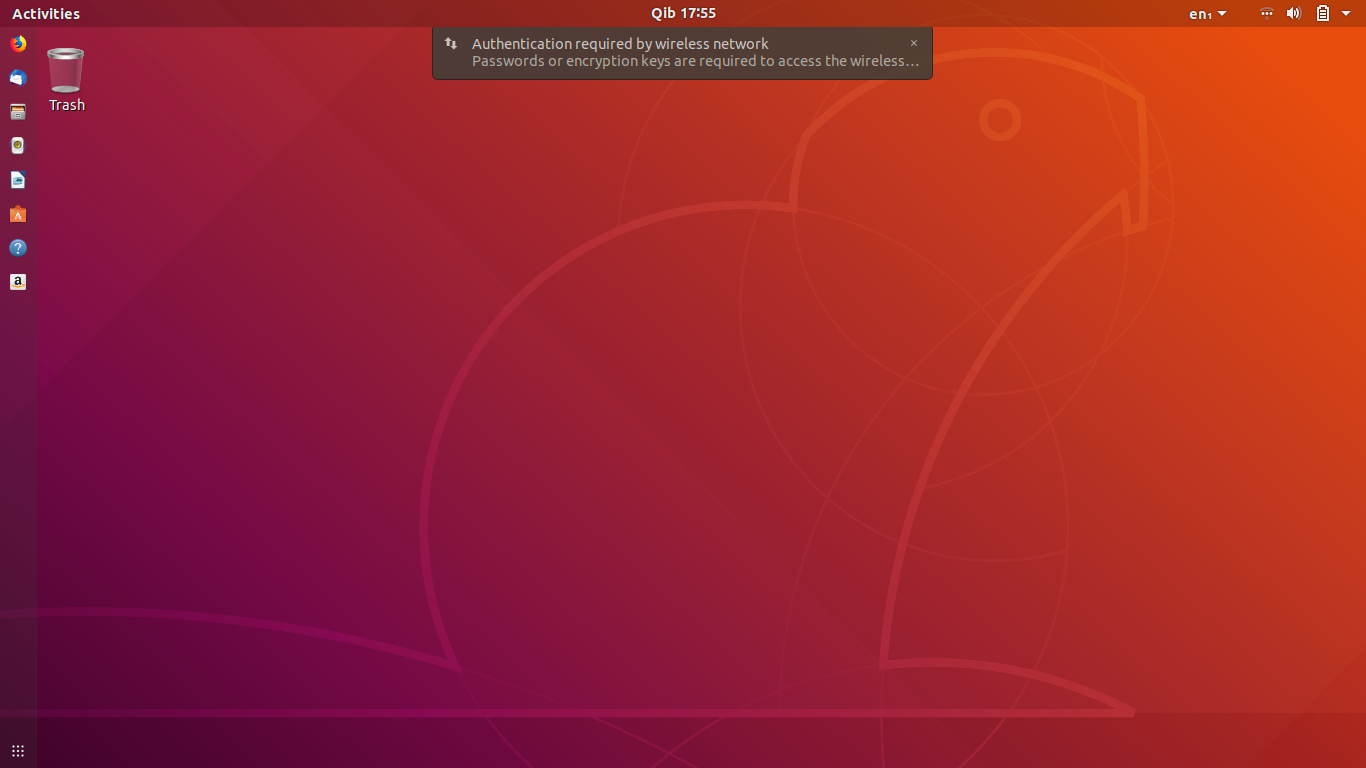 Activities
Qib 17:55
en₁
Authentication required by wireless network
Passwords or encryption keys are required to access the wireless…
Trash